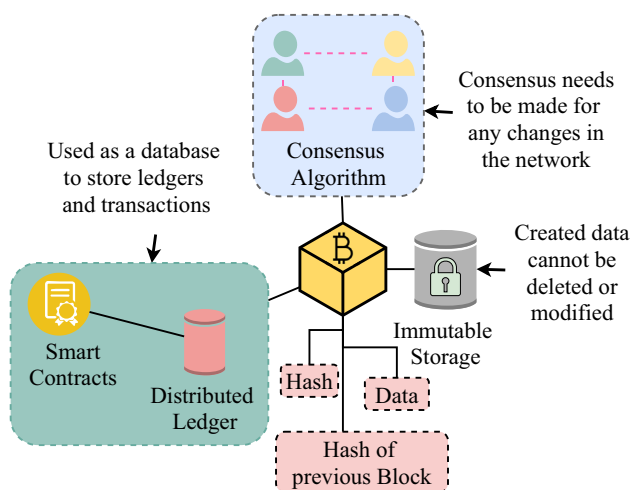 Consensus
Algorithm
Consensus needs
to be made for
any changes in
the network
Used as a database
to store ledgers
and transactions
Created data
cannot be
deleted or
modified
Immutable
Storage
Smart
Contracts
Distributed
Ledger
Hash
Data
Hash of
previous Block